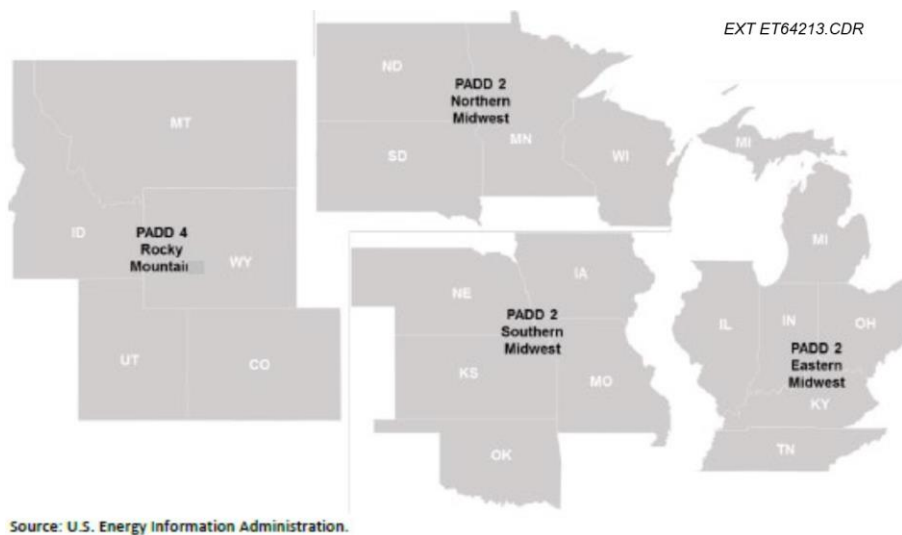 EXT ET64213.CDR
ND
PADD 2
Northern
Midwest
MT
MN
SD
WI
MI
ID
PADD 4
Rocky
Mountain
WY
MI
IA
NE
PADD 2
Southern
Midwest
IL
IN
OH
PADD 2
Eastern
Midwest
UT
CO
KS
MO
KY
OK
TN
Source: U.S. Energy Information Administration.